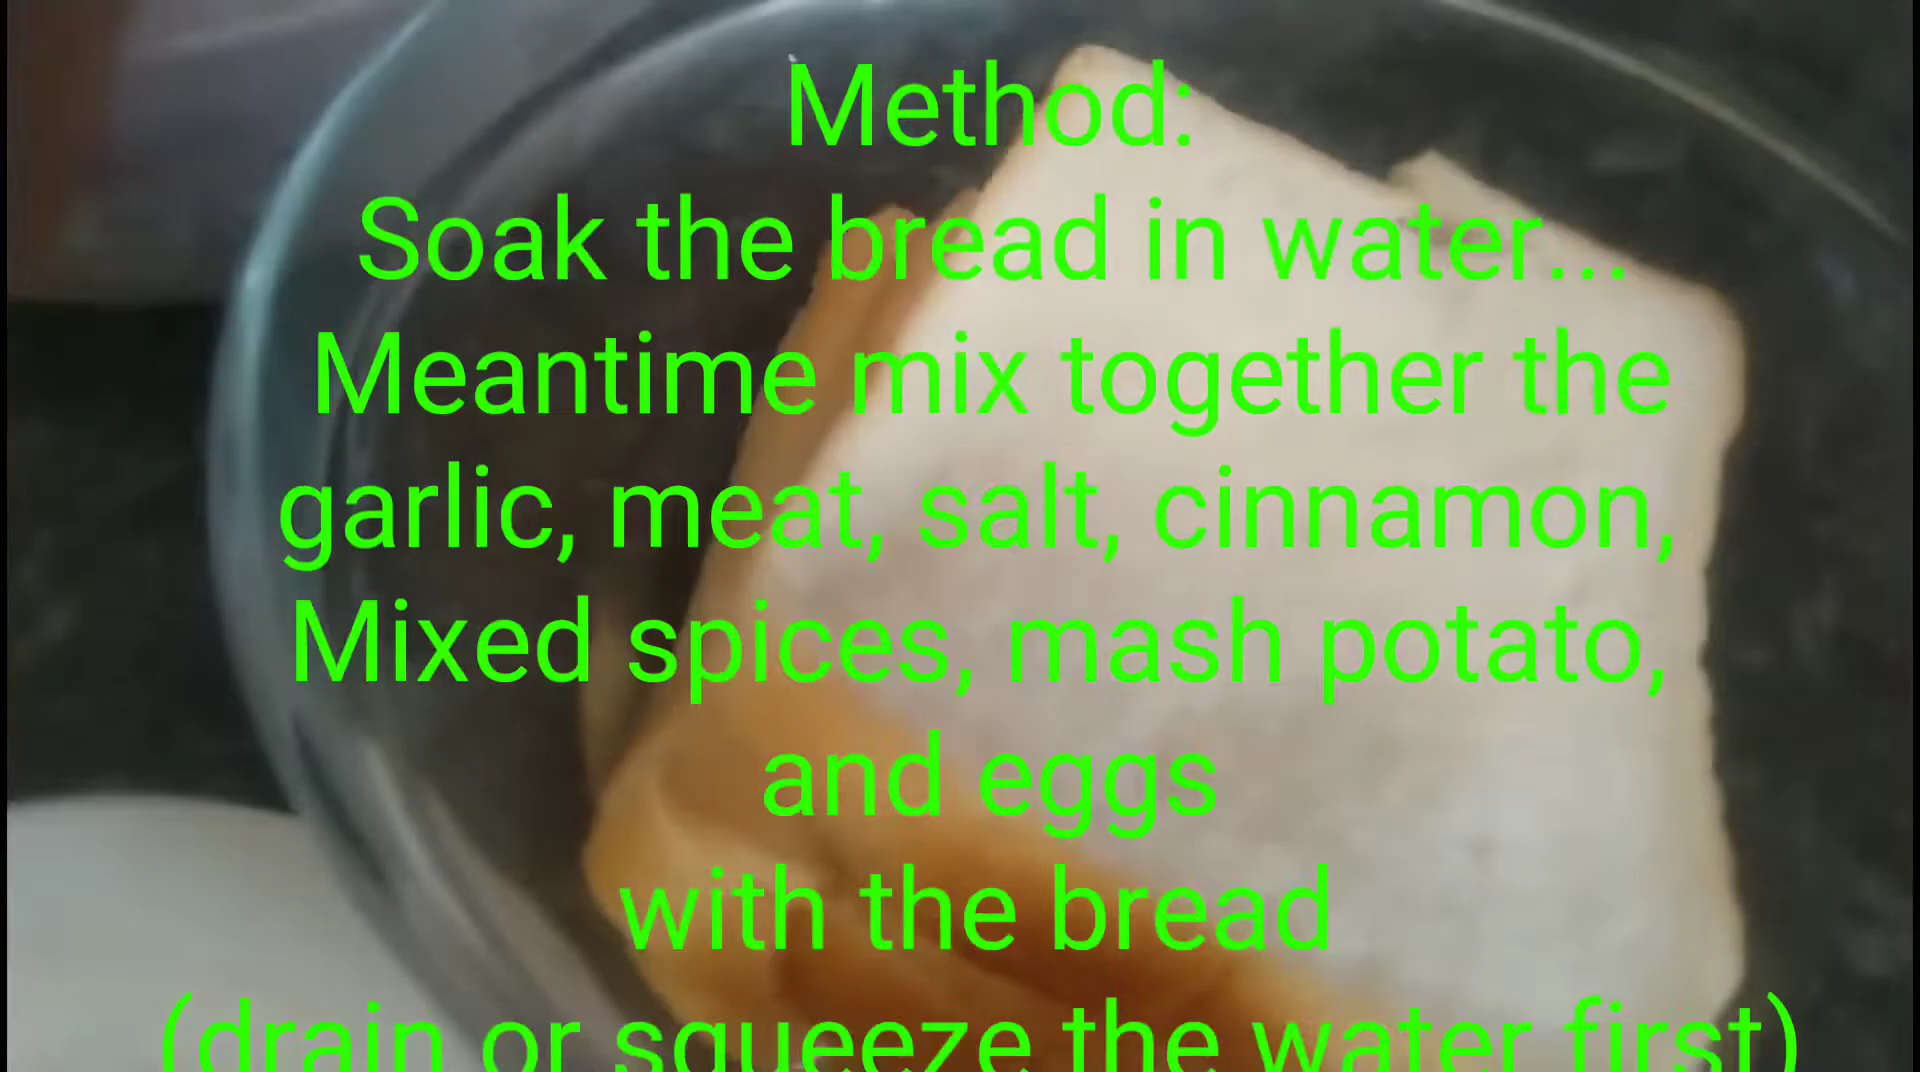 Method:
Soak the bread in water...
Meantime mix together the
garlic, meat, salt, cinnamon,
Mixed spices, mash potato,
and eggs
with the bread
(drain or squeeze the water first)